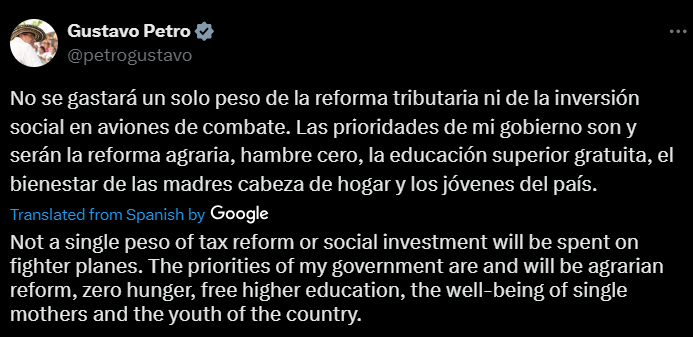 Gustavo Petro
@petrogustavo
No se gastará un solo peso de la reforma tributaria ni de la inversión
social en aviones de combate. Las prioridades de mi gobierno son y
serán la reforma agraria, hambre cero, la educación superior gratuita, el
bienestar de las madres cabeza de hogar y los jóvenes del país.
Translated from Spanish by Google
Not a single peso of tax reform or social investment will be spent on
fighter planes. The priorities of my government are and will be agrarian
reform, zero hunger, free higher education, the well-being of single
mothers and the youth of the country.